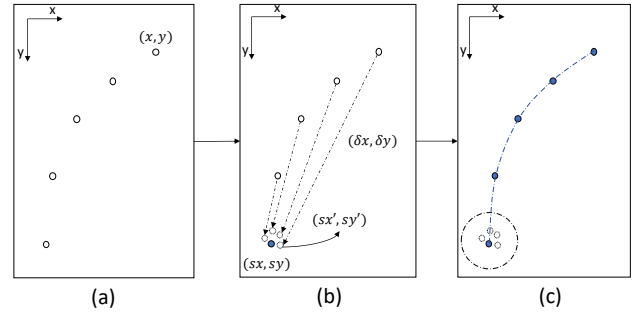 x
y
(x, y)
(a)
x
y
(δx, δy)
(sx', sy')
(sx, sy)
(b)
x
y
(c)